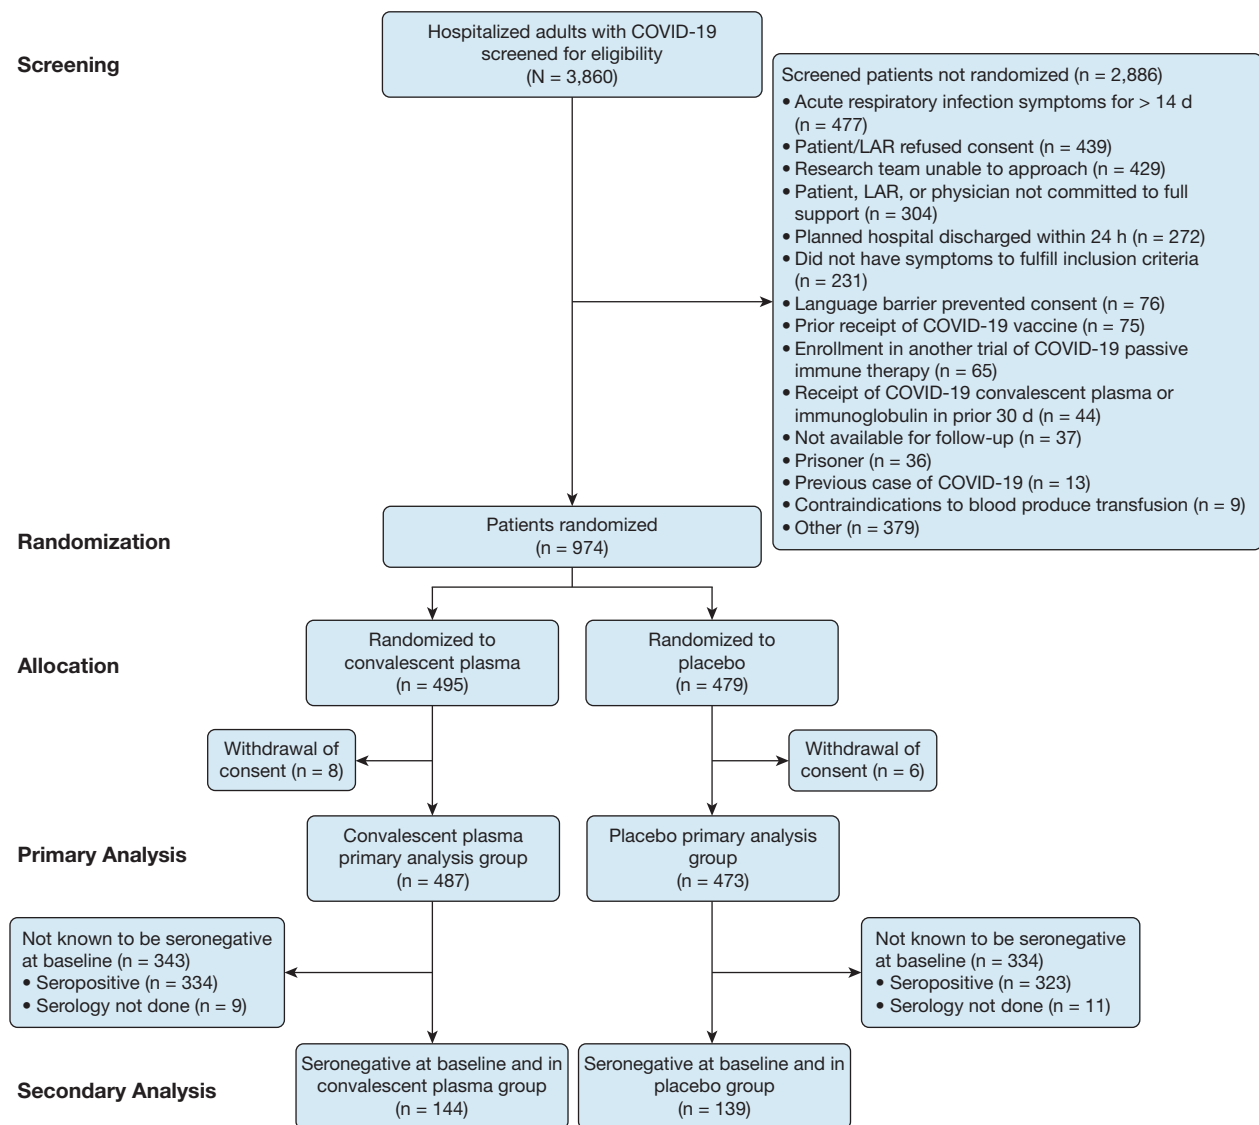 Screening
Hospitalized adults with COVID-19
screened for eligibility
(N = 3,860)
Screened patients not randomized (n = 2,886)
• Acute respiratory infection symptoms for > 14 d
(n = 477)
• Patient/LAR refused consent (n = 439)
• Research team unable to approach (n = 429)
• Patient, LAR, or physician not committed to full
support (n = 304)
• Planned hospital discharged within 24 h (n = 272)
• Did not have symptoms to fulfill inclusion criteria
(n = 231)
• Language barrier prevented consent (n = 76)
• Prior receipt of COVID-19 vaccine (n = 75)
• Enrollment in another trial of COVID-19 passive
immune therapy (n = 65)
• Receipt of COVID-19 convalescent plasma or
immunoglobulin in prior 30 d (n = 44)
• Not available for follow-up (n = 37)
• Prisoner (n = 36)
• Previous case of COVID-19 (n = 13)
• Contraindications to blood produce transfusion (n = 9)
• Other (n = 379)
Randomization
Patients randomized
(n = 974)
Allocation
Randomized to
convalescent plasma
(n = 495)
Randomized to
placebo
(n = 479)
Withdrawal of
consent (n = 8)
Withdrawal of
consent (n = 6)
Primary Analysis
Convalescent plasma
primary analysis group
(n = 487)
Placebo primary analysis
group
(n = 473)
Not known to be seronegative
at baseline (n = 343)
• Seropositive (n = 334)
• Serology not done (n = 9)
Not known to be seronegative
at baseline (n = 334)
• Seropositive (n = 323)
• Serology not done (n = 11)
Secondary Analysis
Seronegative at baseline and in
convalescent plasma group
(n = 144)
Seronegative at baseline and in
placebo group
(n = 139)